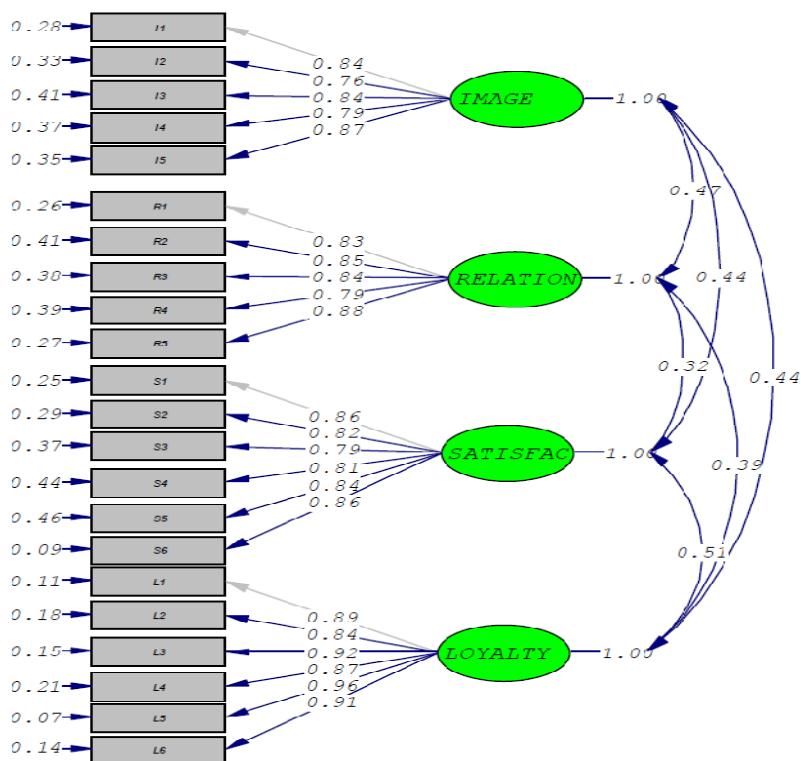 0.28 I1
0.33 I2
0.41 I3
0.37 I4
0.35 I5
0.84
0.76
0.84
0.79
0.87
IMAGE 1.00
0.26 R1
0.41 R2
0.30 R3
0.39 R4
0.27 R5
0.83
0.85
0.84
0.79
0.88
RELATION 1.00
0.25 S1
0.29 S2
0.37 S3
0.44 S4
0.46 S5
0.09 S6
0.86
0.82
0.79
0.81
0.84
0.86
SATISFAC 1.00
0.11 L1
0.18 L2
0.15 L3
0.21 L4
0.07 L5
0.14 L6
0.89
0.84
0.92
0.87
0.96
0.91
LOYALTY 1.00
0.47
0.44
0.32
0.44
0.39
0.51